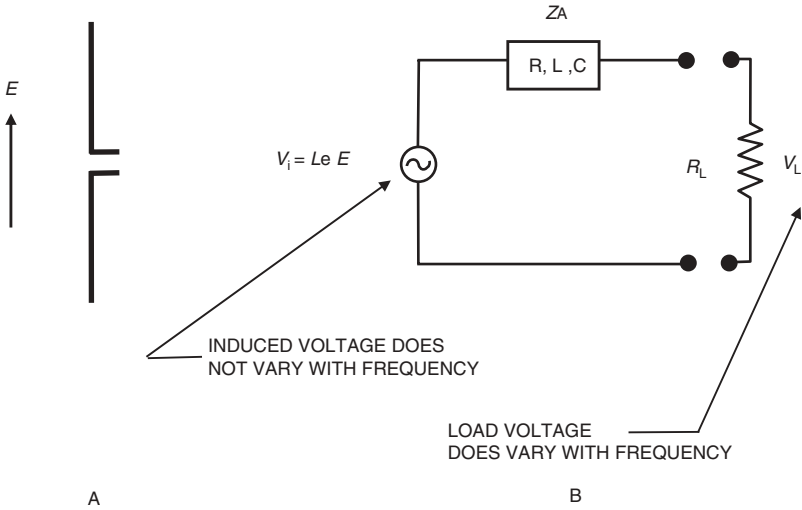 ZA
R, L ,C
E
Vi = Le E
RL
VL
INDUCED VOLTAGE DOES
NOT VARY WITH FREQUENCY
LOAD VOLTAGE
DOES VARY WITH FREQUENCY
A
B